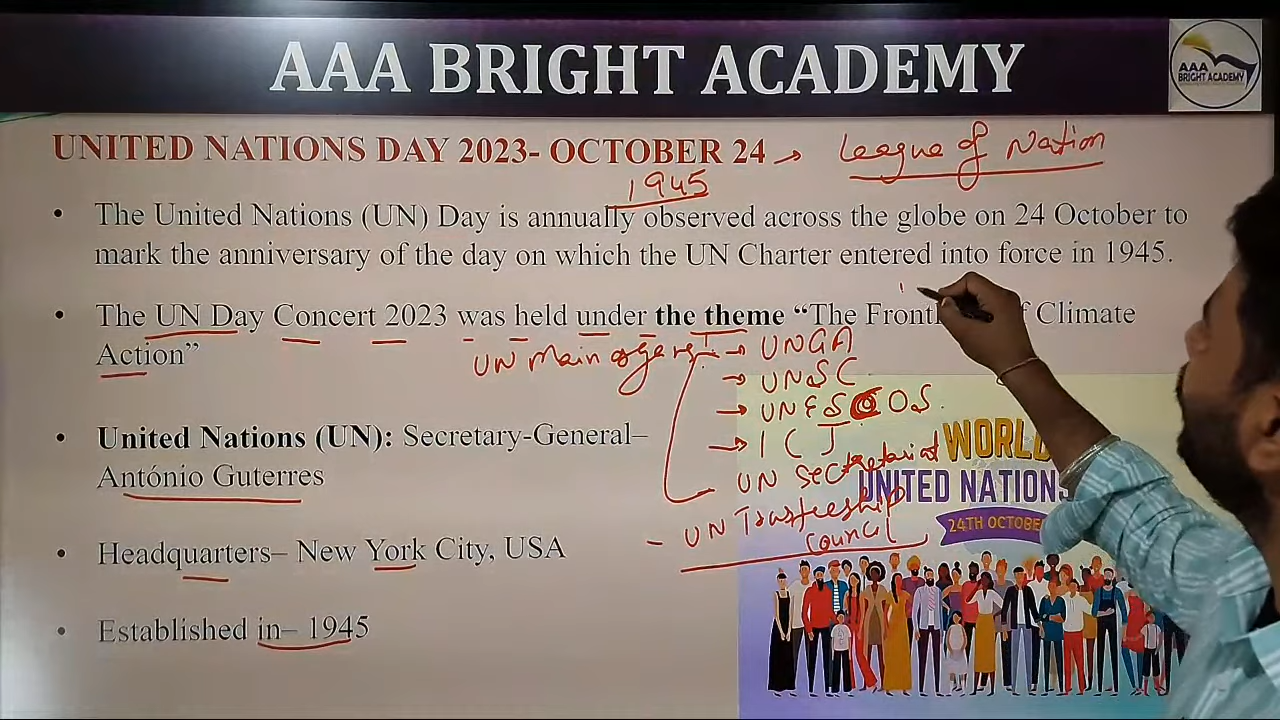 AAA BRIGHT ACADEMY
AAA
BRIGHT ACADEMY
UNITED NATIONS DAY 2023- OCTOBER 24 → League of Nation
1945
• The United Nations (UN) Day is annually observed across the globe on 24 October to
mark the anniversary of the day on which the UN Charter entered into force in 1945.
• The UN Day Concert 2023 was held under the theme “The of Climate
Action”
UN Main
→ UNGA
→ UNSC
→ ICJ
UN Secretariat
- UN
Council
• United Nations (UN): Secretary-General–
António Guterres
• Headquarters– New York City, USA
• Established in– 1945
WORLD
UNITED NATIONS
24TH OCTOBER